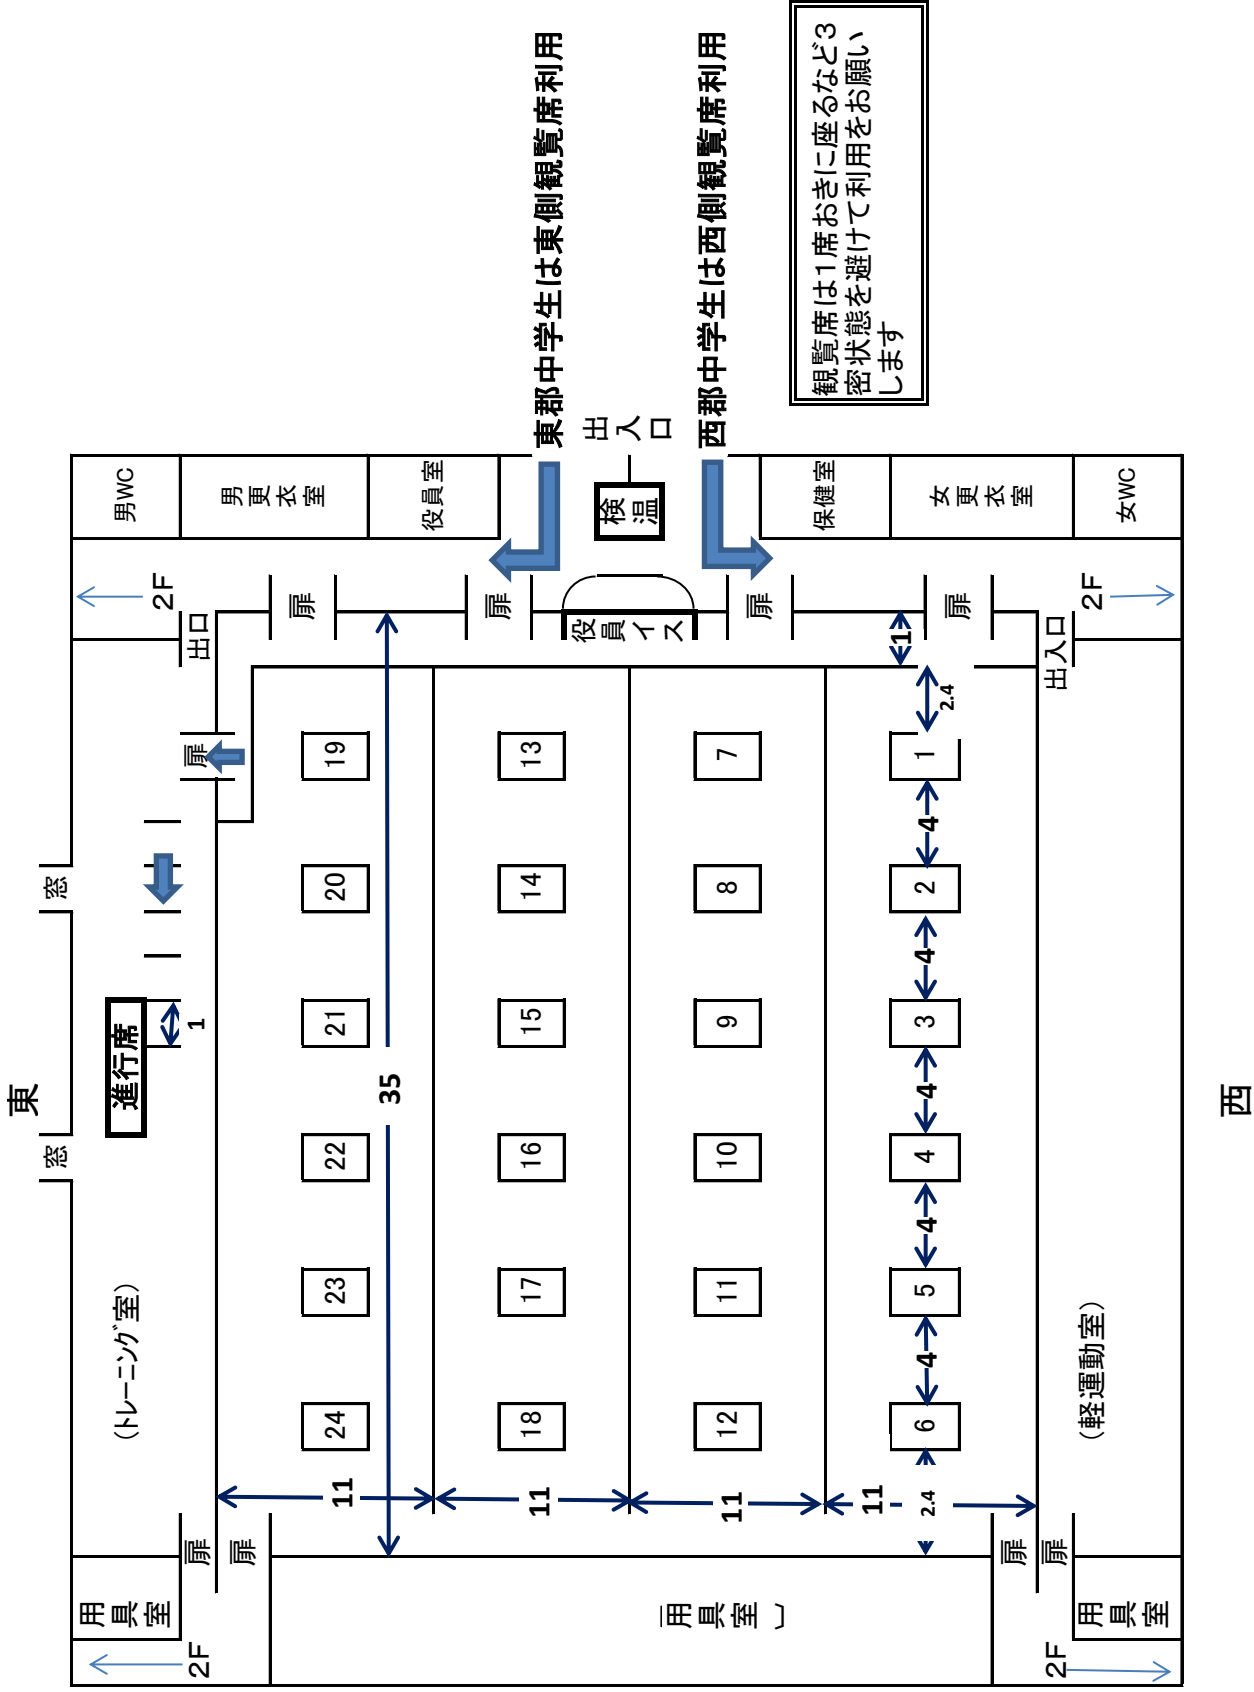 東郡中学生は東側観覧席利用
西郡中学生は西側観覧席利用
観覧席は1席おきに座るなど3
密状態を避けて利用をお願い
します
出
入
口
男WC
男
更
衣
室
役員室
検
温
保健室
女
更
衣
室
女WC
2F
2F
出口
扉
扉
扉
扉
出入口
役
員
イ
ス
1
2.4
扉
19
13
7
1
4
窓
20
14
8
2
4
進行席
1
21
15
9
3
東
35
4
西
窓
22
16
10
4
4
(トレーニング室)
23
17
11
5
4
(軽運動室)
24
18
12
6
11
11
11
11
2.4
扉
扉
扉
扉
用
具
室
用
具
室
用
具
室
2F
2F